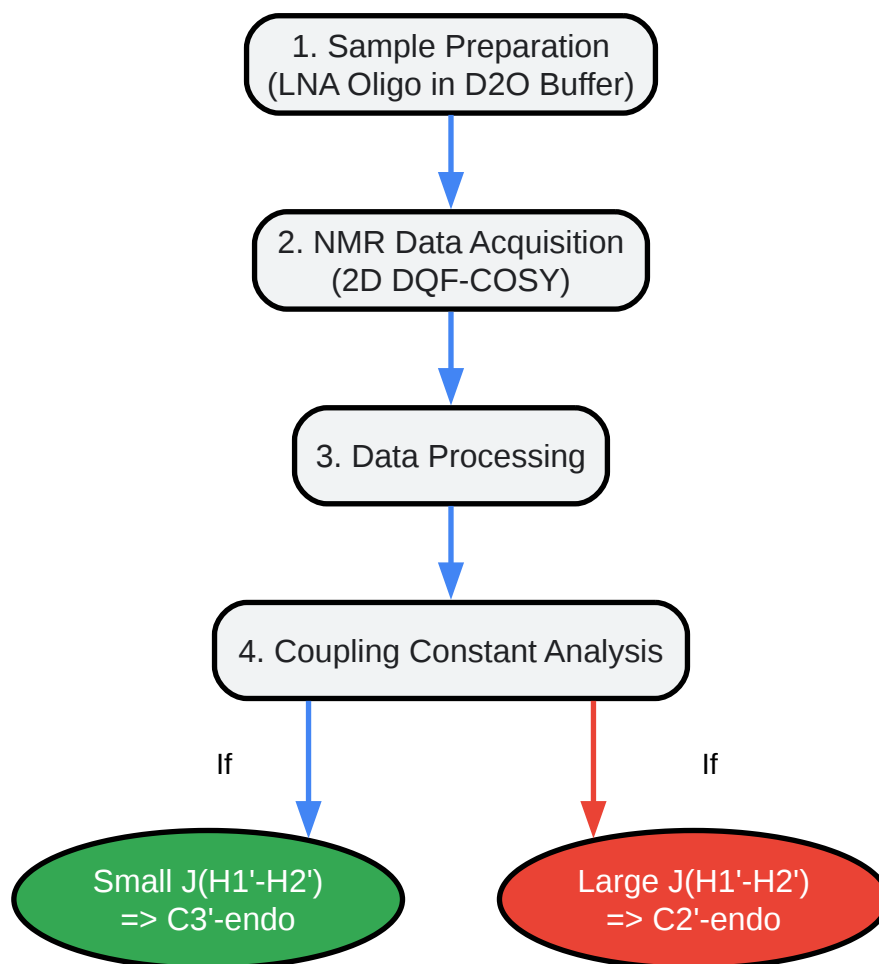 1. Sample Preparation
(LNA Oligo in D2O Buffer)
2. NMR Data Acquisition
(2D DQF-COSY)
3. Data Processing
4. Coupling Constant Analysis
If
If
Small J(H1'-H2')
=> C3'-endo
Large J(H1'-H2')
=> C2'-endo